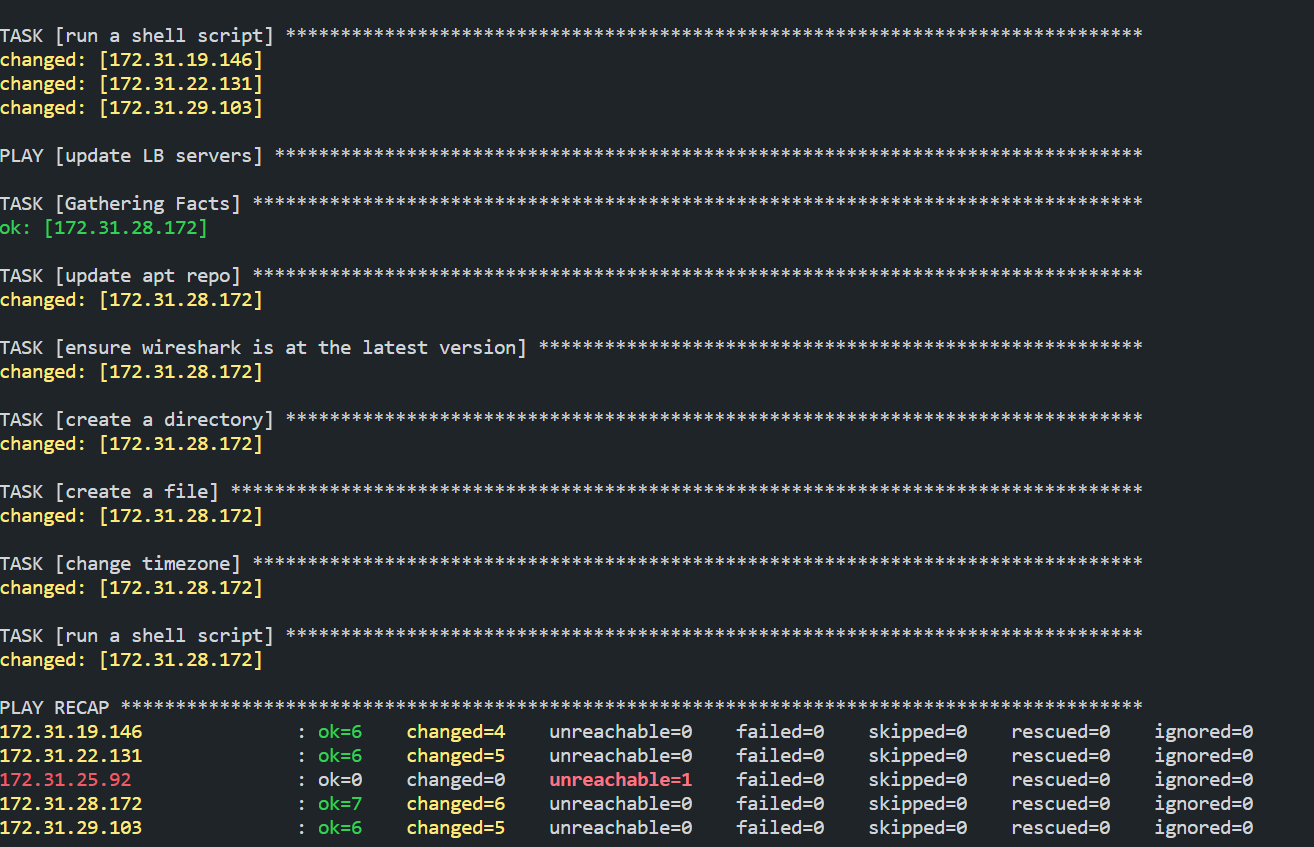 TASK [run a shell script] ******************************************************************************
changed: [172.31.19.146]
changed: [172.31.22.131]
changed: [172.31.29.103]
PLAY [update LB servers] *******************************************************************************
TASK [Gathering Facts] *********************************************************************************
ok: [172.31.28.172]
TASK [update apt repo] *********************************************************************************
changed: [172.31.28.172]
TASK [ensure wireshark is at the latest version] *******************************************************
changed: [172.31.28.172]
TASK [create a directory] ******************************************************************************
changed: [172.31.28.172]
TASK [create a file] ***********************************************************************************
changed: [172.31.28.172]
TASK [change timezone] *********************************************************************************
changed: [172.31.28.172]
TASK [run a shell script] ******************************************************************************
changed: [172.31.28.172]
PLAY RECAP *********************************************************************************************
172.31.19.146 : ok=6 changed=4 unreachable=0 failed=0 skipped=0 rescued=0 ignored=0
172.31.22.131 : ok=6 changed=5 unreachable=0 failed=0 skipped=0 rescued=0 ignored=0
172.31.25.92 : ok=0 changed=0 unreachable=1 failed=0 skipped=0 rescued=0 ignored=0
172.31.28.172 : ok=7 changed=6 unreachable=0 failed=0 skipped=0 rescued=0 ignored=0
172.31.29.103 : ok=6 changed=5 unreachable=0 failed=0 skipped=0 rescued=0 ignored=0